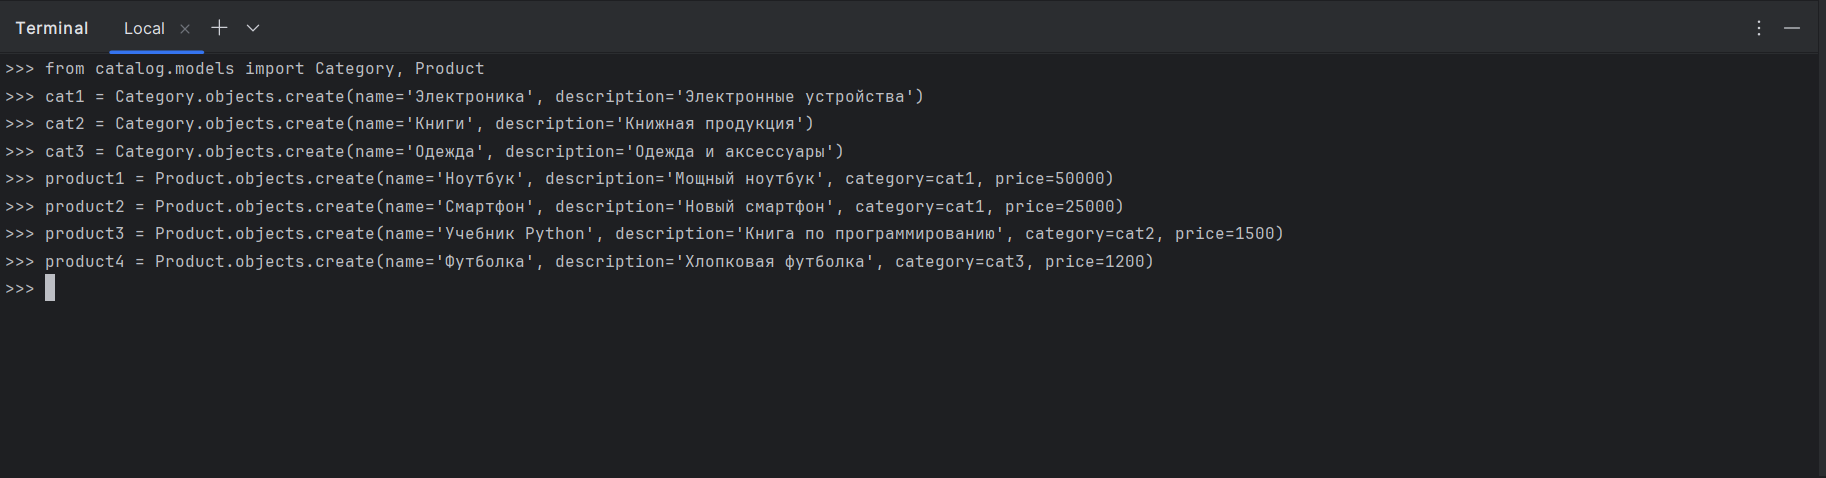 Terminal Local
>>> from catalog.models import Category, Product
>>> cat1 = Category.objects.create(name='Электроника', description='Электронные устройства')
>>> cat2 = Category.objects.create(name='Книги', description='Книжная продукция')
>>> cat3 = Category.objects.create(name='Одежда', description='Одежда и аксессуары')
>>> product1 = Product.objects.create(name='Ноутбук', description='Мощный ноутбук', category=cat1, price=50000)
>>> product2 = Product.objects.create(name='Смартфон', description='Новый смартфон', category=cat1, price=25000)
>>> product3 = Product.objects.create(name='Учебник Python', description='Книга по программированию', category=cat2, price=1500)
>>> product4 = Product.objects.create(name='Футболка', description='Хлопковая футболка', category=cat3, price=1200)
>>>